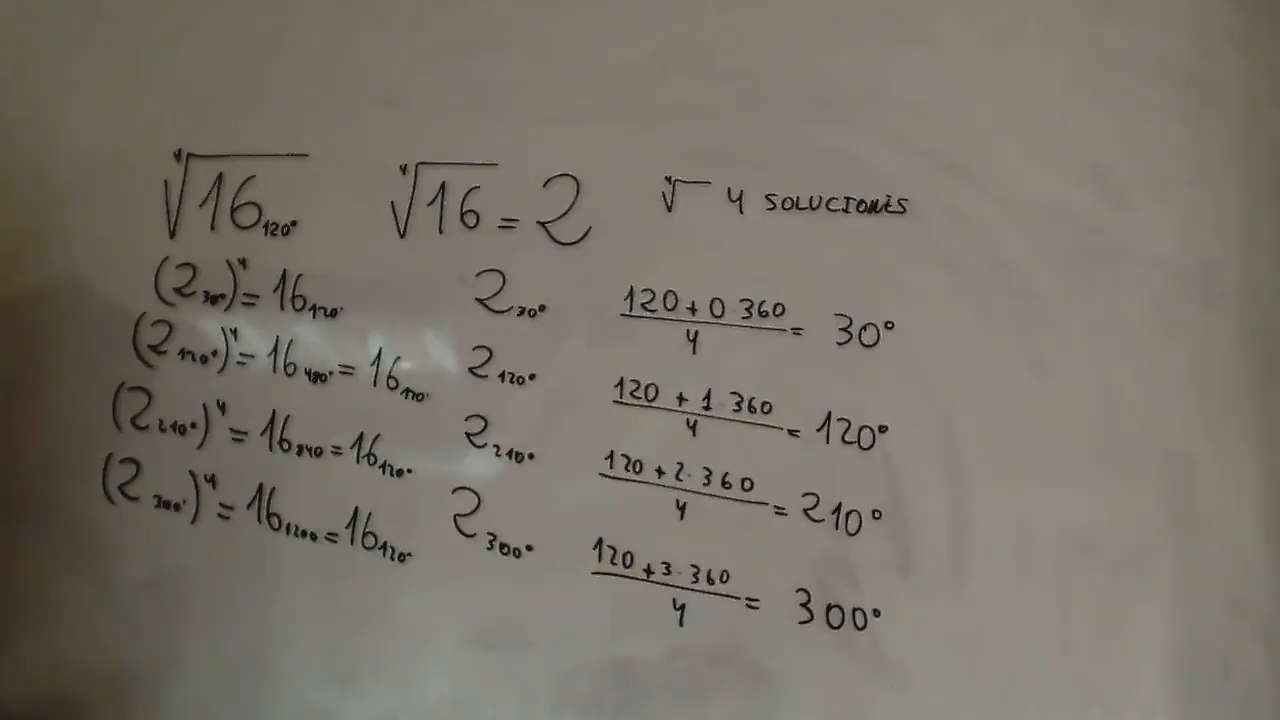 ⁴√16₁₂₀° ⁴√16 = 2 ⁴√ 4 SOLUCIONES
(2₃₀°)⁴ = 16₁₂₀° 2₃₀° (120 + 0 360)/4 = 30°
(2₁₂₀°)⁴ = 16₄₈₀° = 16₁₂₀° 2₁₂₀° (120 + 1 · 360)/4 = 120°
(2₂₁₀°)⁴ = 16₈₄₀ = 16₁₂₀° 2₂₁₀° (120 + 2 · 360)/4 = 210°
(2₃₀₀°)⁴ = 16₁₂₀₀ = 16₁₂₀° 2₃₀₀° (120 + 3 · 360)/4 = 300°